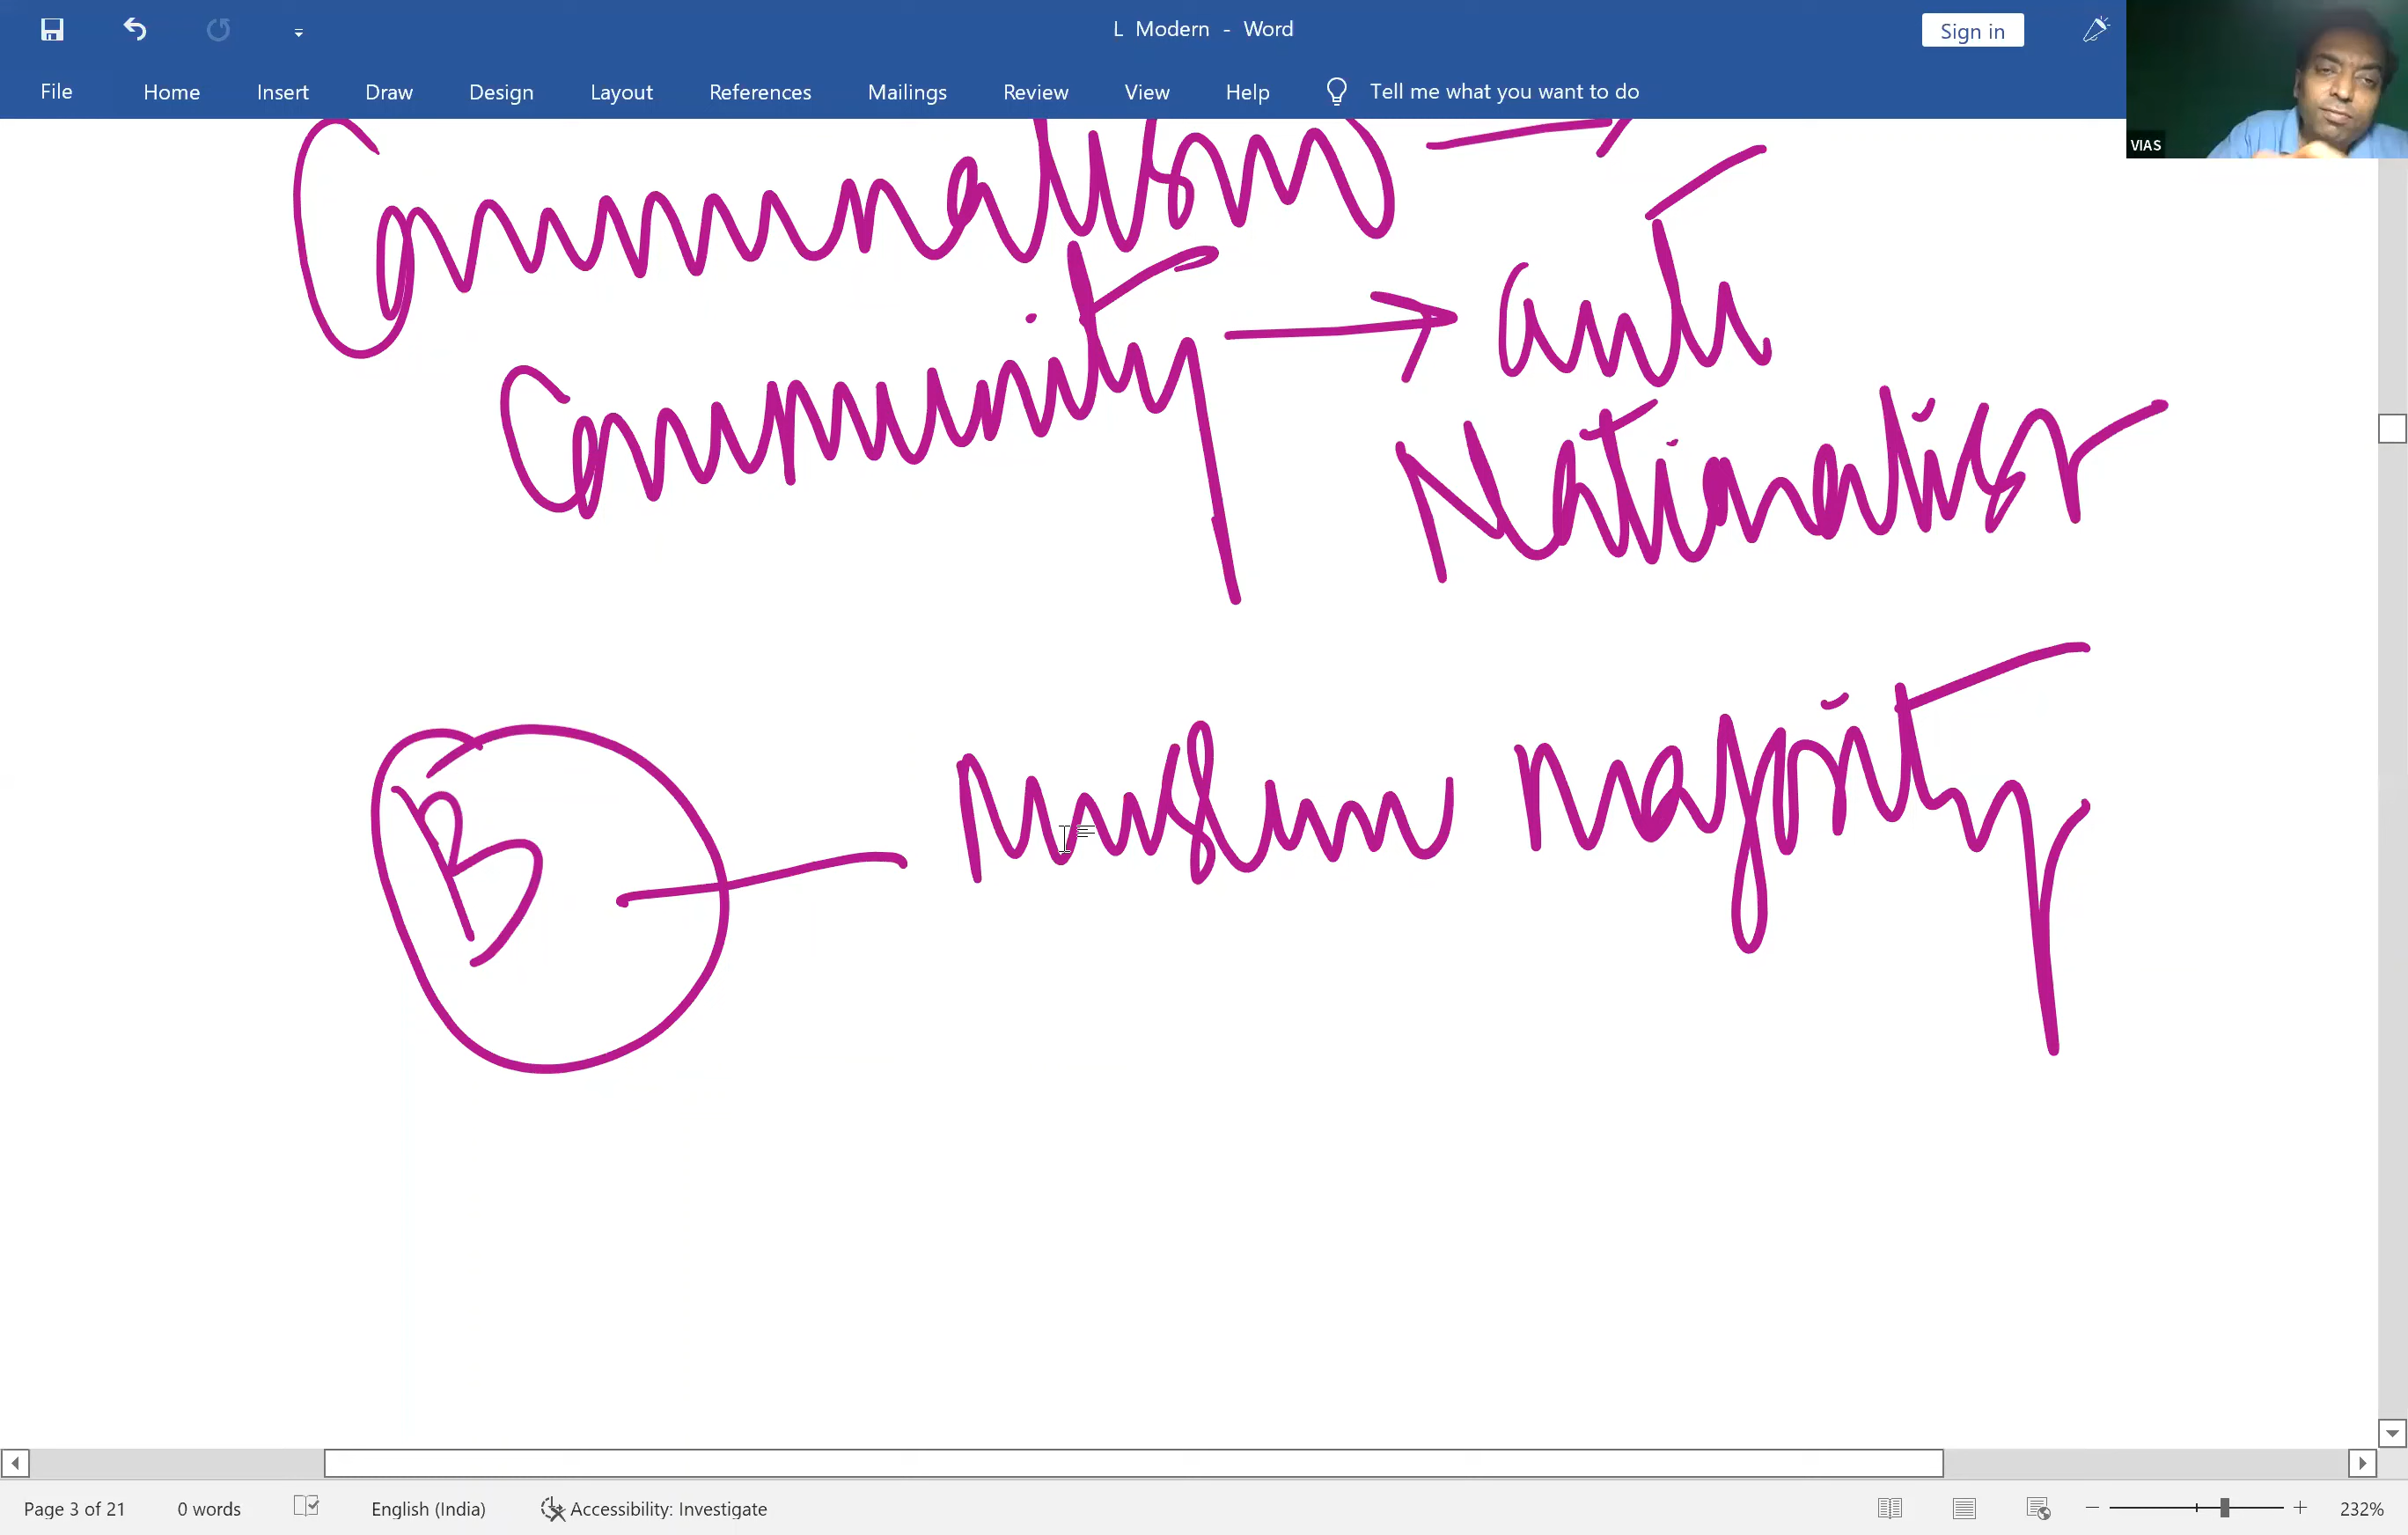 L Modern - Word
Sign in
File Home Insert Draw Design Layout References Mailings Review View Help Tell me what you want to do
VIAS
Communalism →
Community → anti
Nationalism
B — Muslim Majority
Page 3 of 21 0 words English (India) Accessibility: Investigate 232%